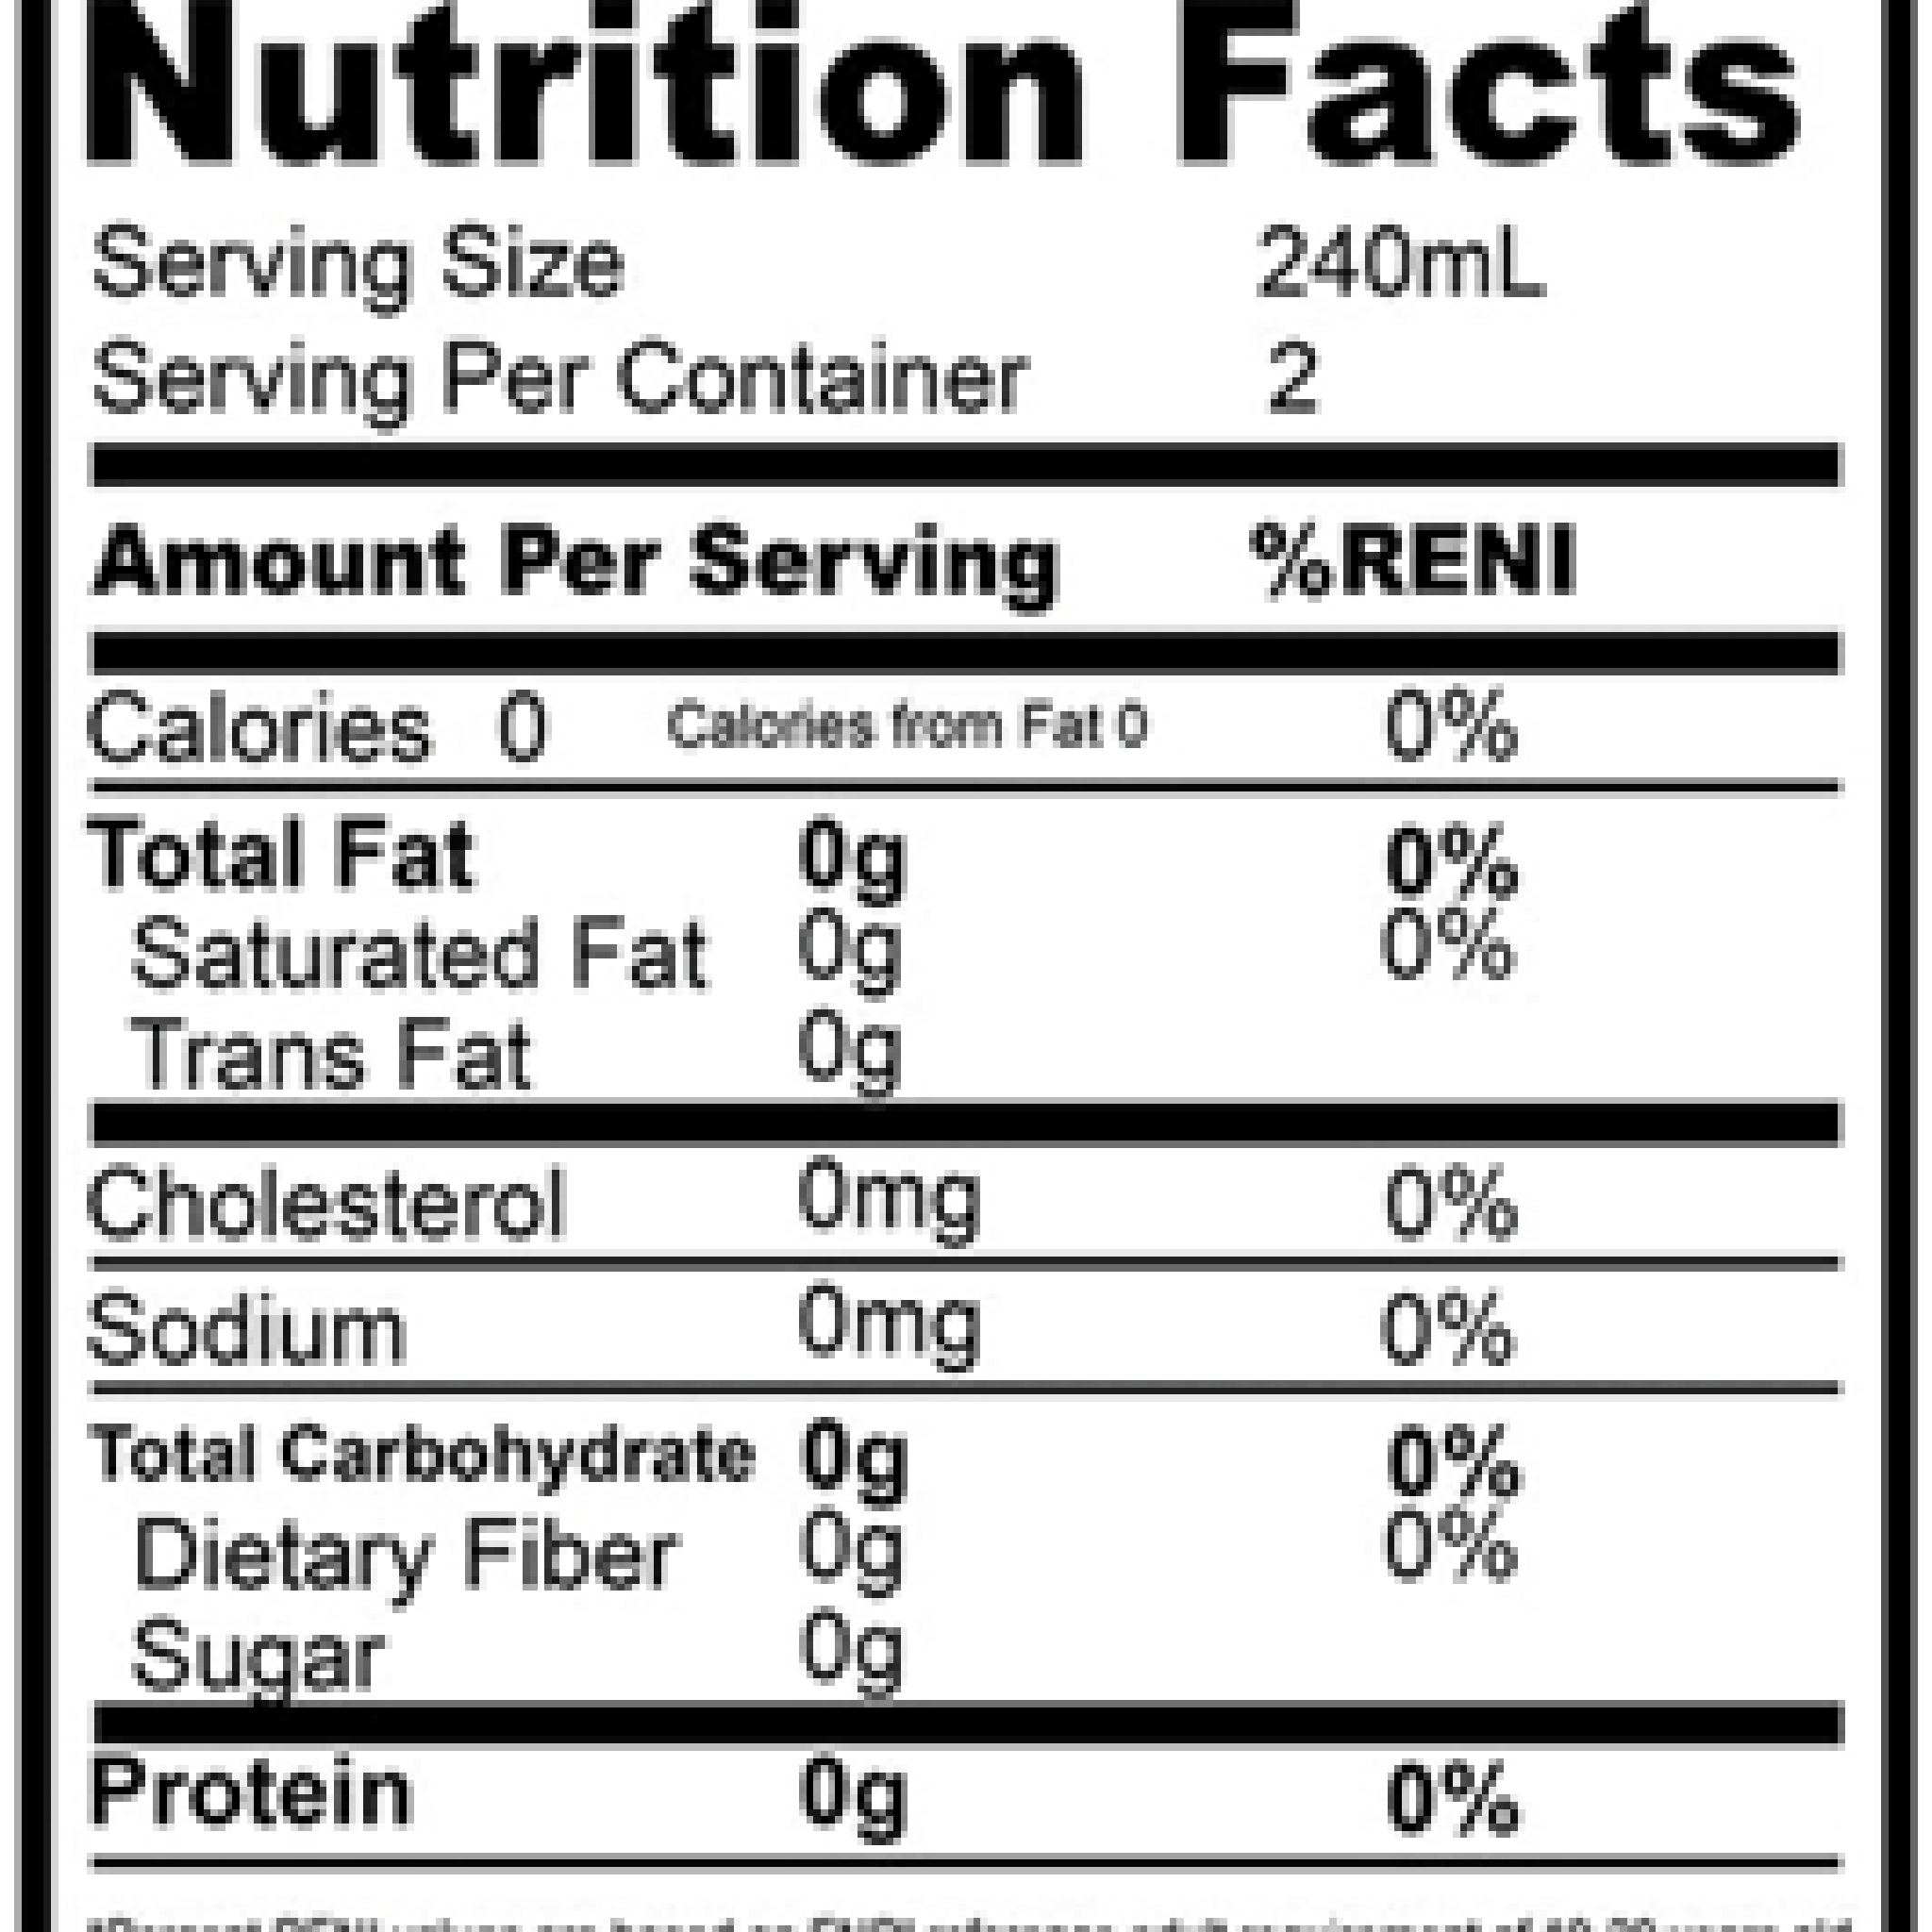 Nutrition Facts
Serving Size 240mL
Serving Per Container 2
Amount Per Serving %RENI
Calories 0 Calories from Fat 0 0%
Total Fat 0g 0%
Saturated Fat 0g 0%
Trans Fat 0g
Cholesterol 0mg 0%
Sodium 0mg 0%
Total Carbohydrate 0g 0%
Dietary Fiber 0g 0%
Sugar 0g
Protein 0g 0%